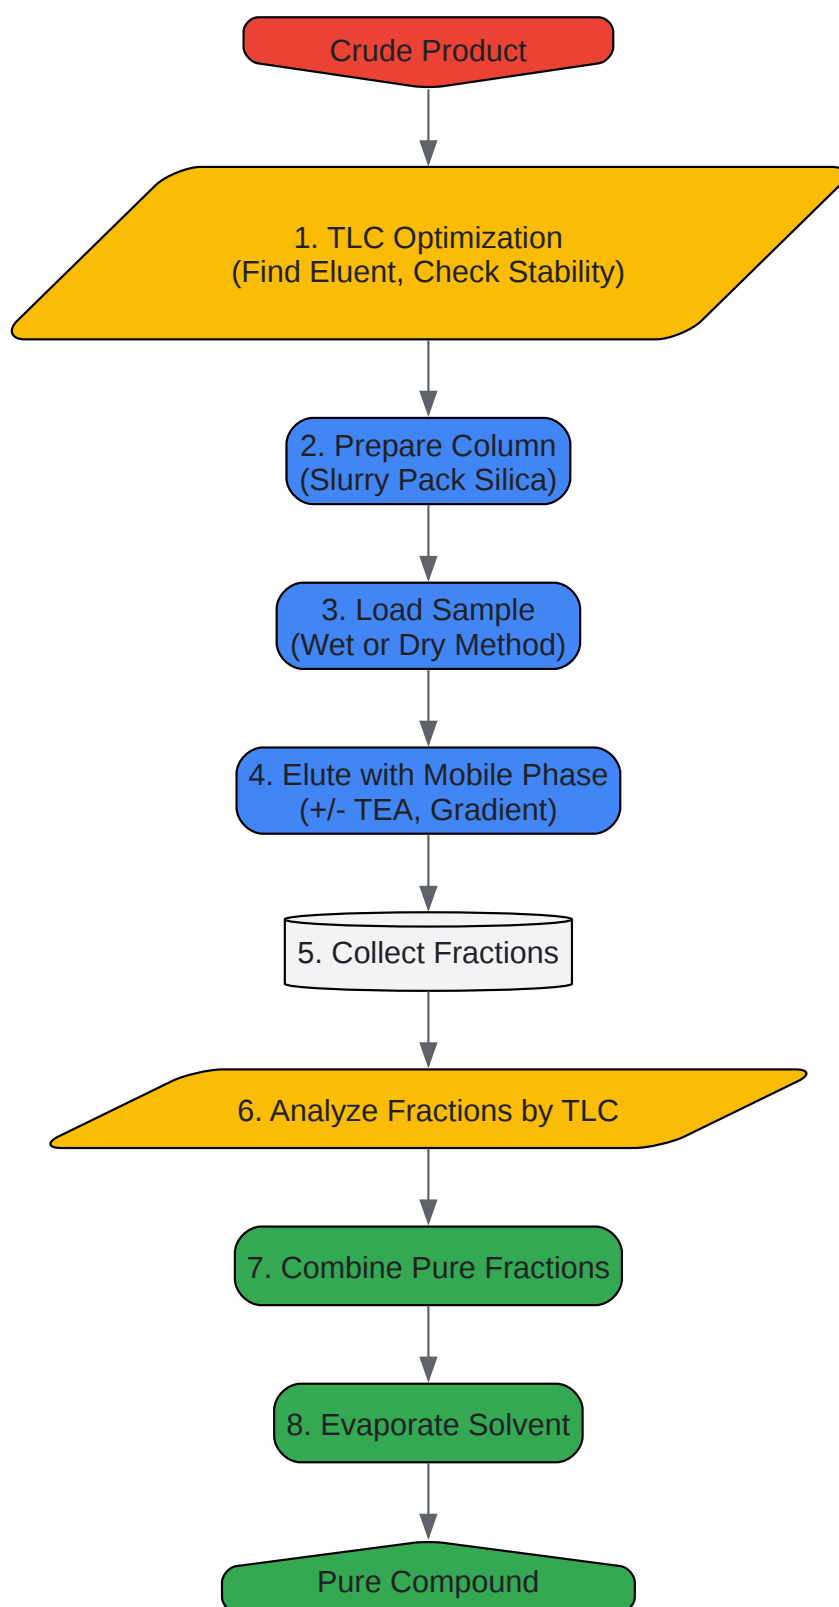 Crude Product
1. TLC Optimization
(Find Eluent, Check Stability)
2. Prepare Column
(Slurry Pack Silica)
3. Load Sample
(Wet or Dry Method)
4. Elute with Mobile Phase
(+/- TEA, Gradient)
5. Collect Fractions
6. Analyze Fractions by TLC
7. Combine Pure Fractions
8. Evaporate Solvent
Pure Compound